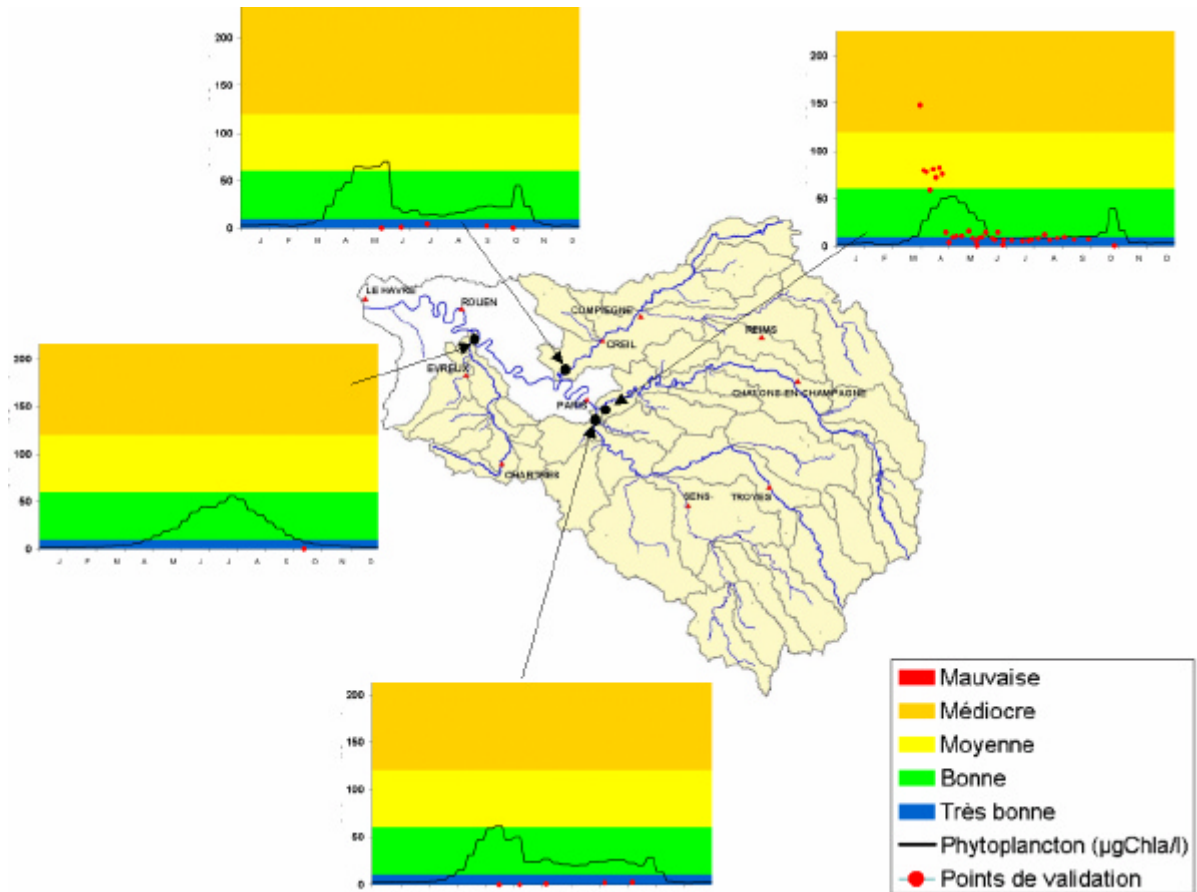 200
150
100
50
0
J F M A M J J A S O N D
200
150
100
50
0
J F M A M J J A S O N D
LE HAVRE
ROUEN
COMPIEGNE
REIMS
CREIL
200
150
100
50
0
J F M A M J J A S O N D
EVREUX
PARIS
CHALONS-EN-CHAMPAGNE
CHARTRES
SENS
TROYES
200
150
100
50
0
J F M A M J J A S O N D
Mauvaise
Médiocre
Moyenne
Bonne
Très bonne
Phytoplancton (µgChla/l)
Points de validation